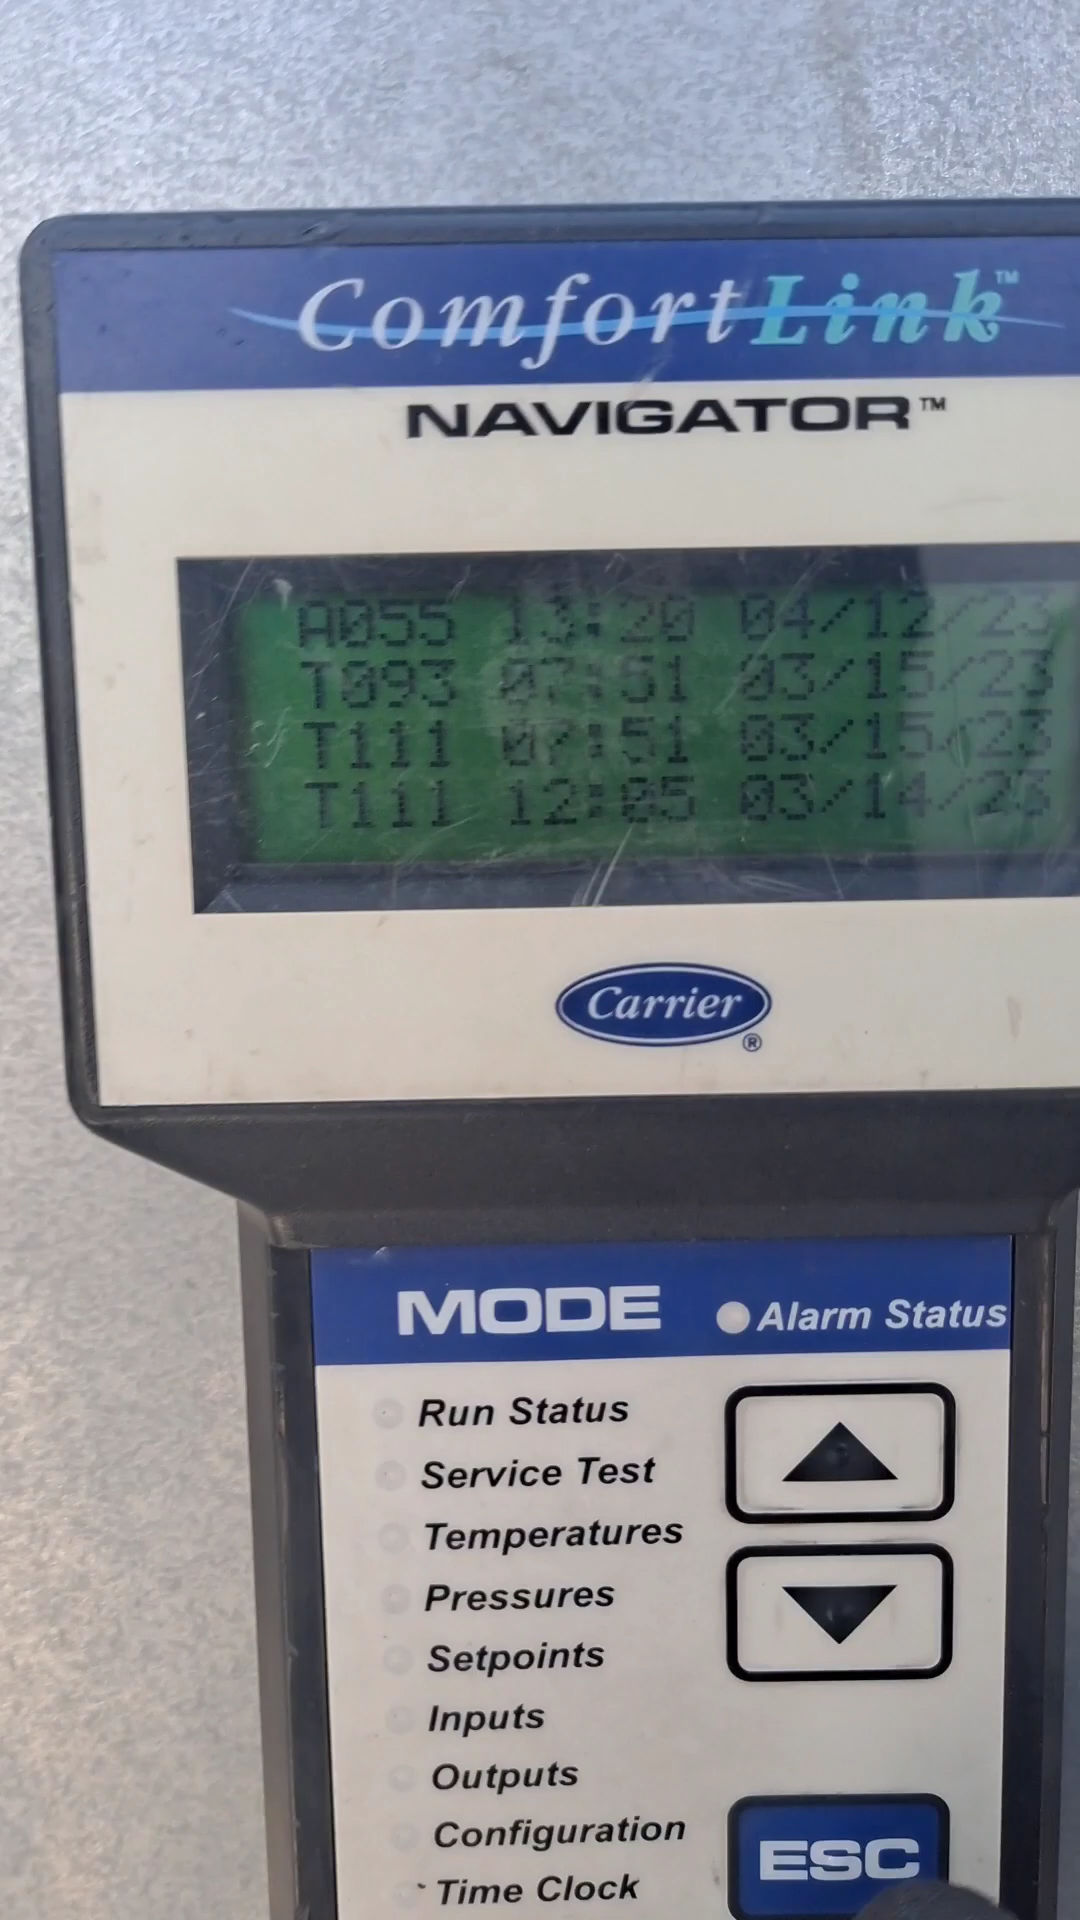 ComfortLink™
NAVIGATOR™
A055 13:20 04/12/23
T093 07:51 03/15/23
T111 07:51 03/15/23
T111 12:05 03/14/23
Carrier
®
MODE
Alarm Status
Run Status
Service Test
Temperatures
Pressures
Setpoints
Inputs
Outputs
Configuration
Time Clock
ESC